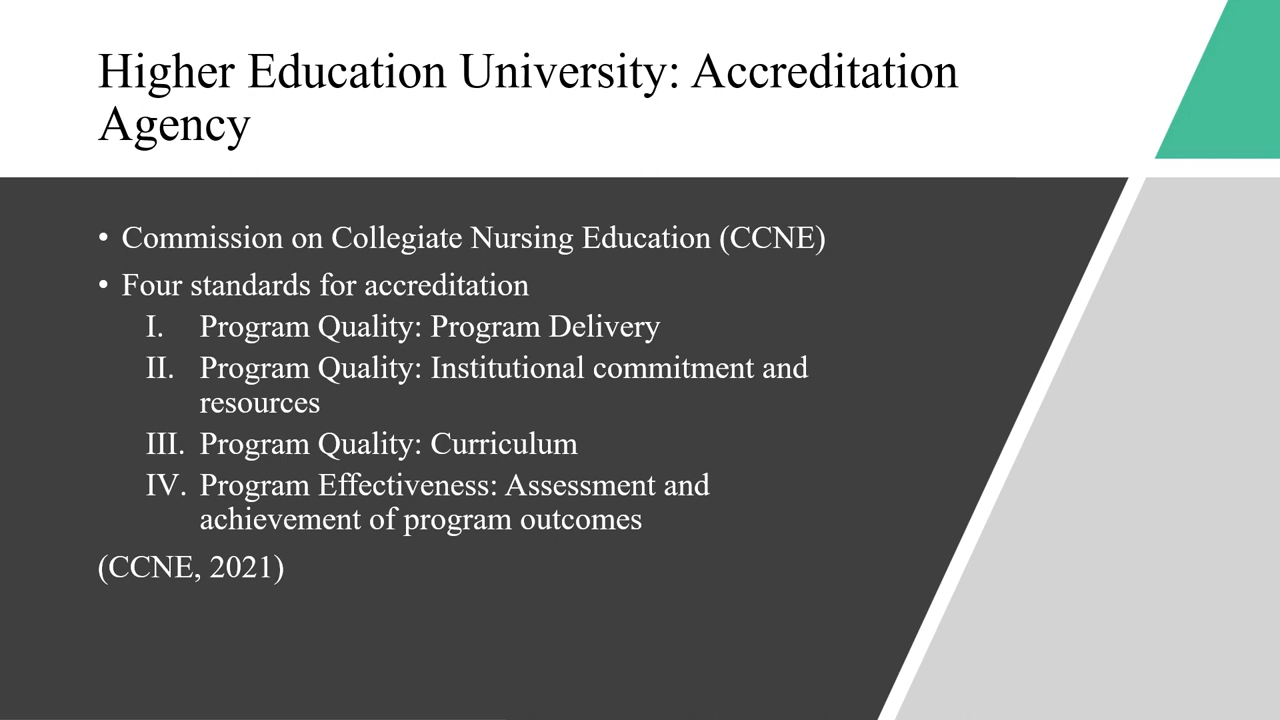 Higher Education University: Accreditation
Agency
• Commission on Collegiate Nursing Education (CCNE)
• Four standards for accreditation
I. Program Quality: Program Delivery
II. Program Quality: Institutional commitment and
resources
III. Program Quality: Curriculum
IV. Program Effectiveness: Assessment and
achievement of program outcomes
(CCNE, 2021)